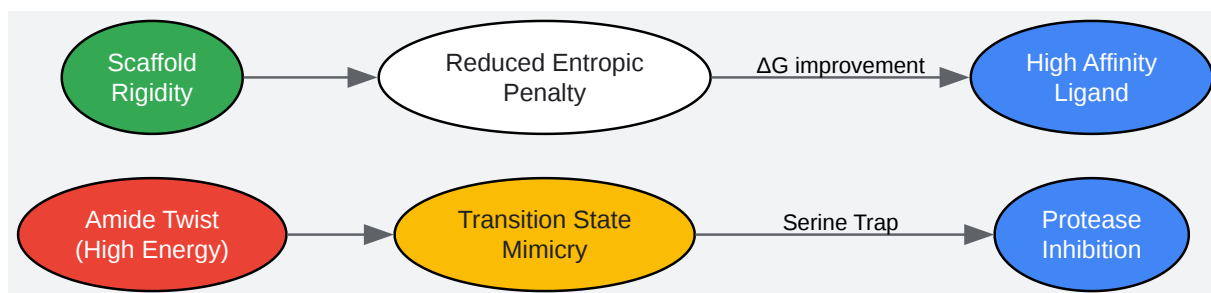 Scaffold
Rigidity
Reduced Entropic
Penalty
ΔG improvement
High Affinity
Ligand
Amide Twist
(High Energy)
Transition State
Mimicry
Serine Trap
Protease
Inhibition